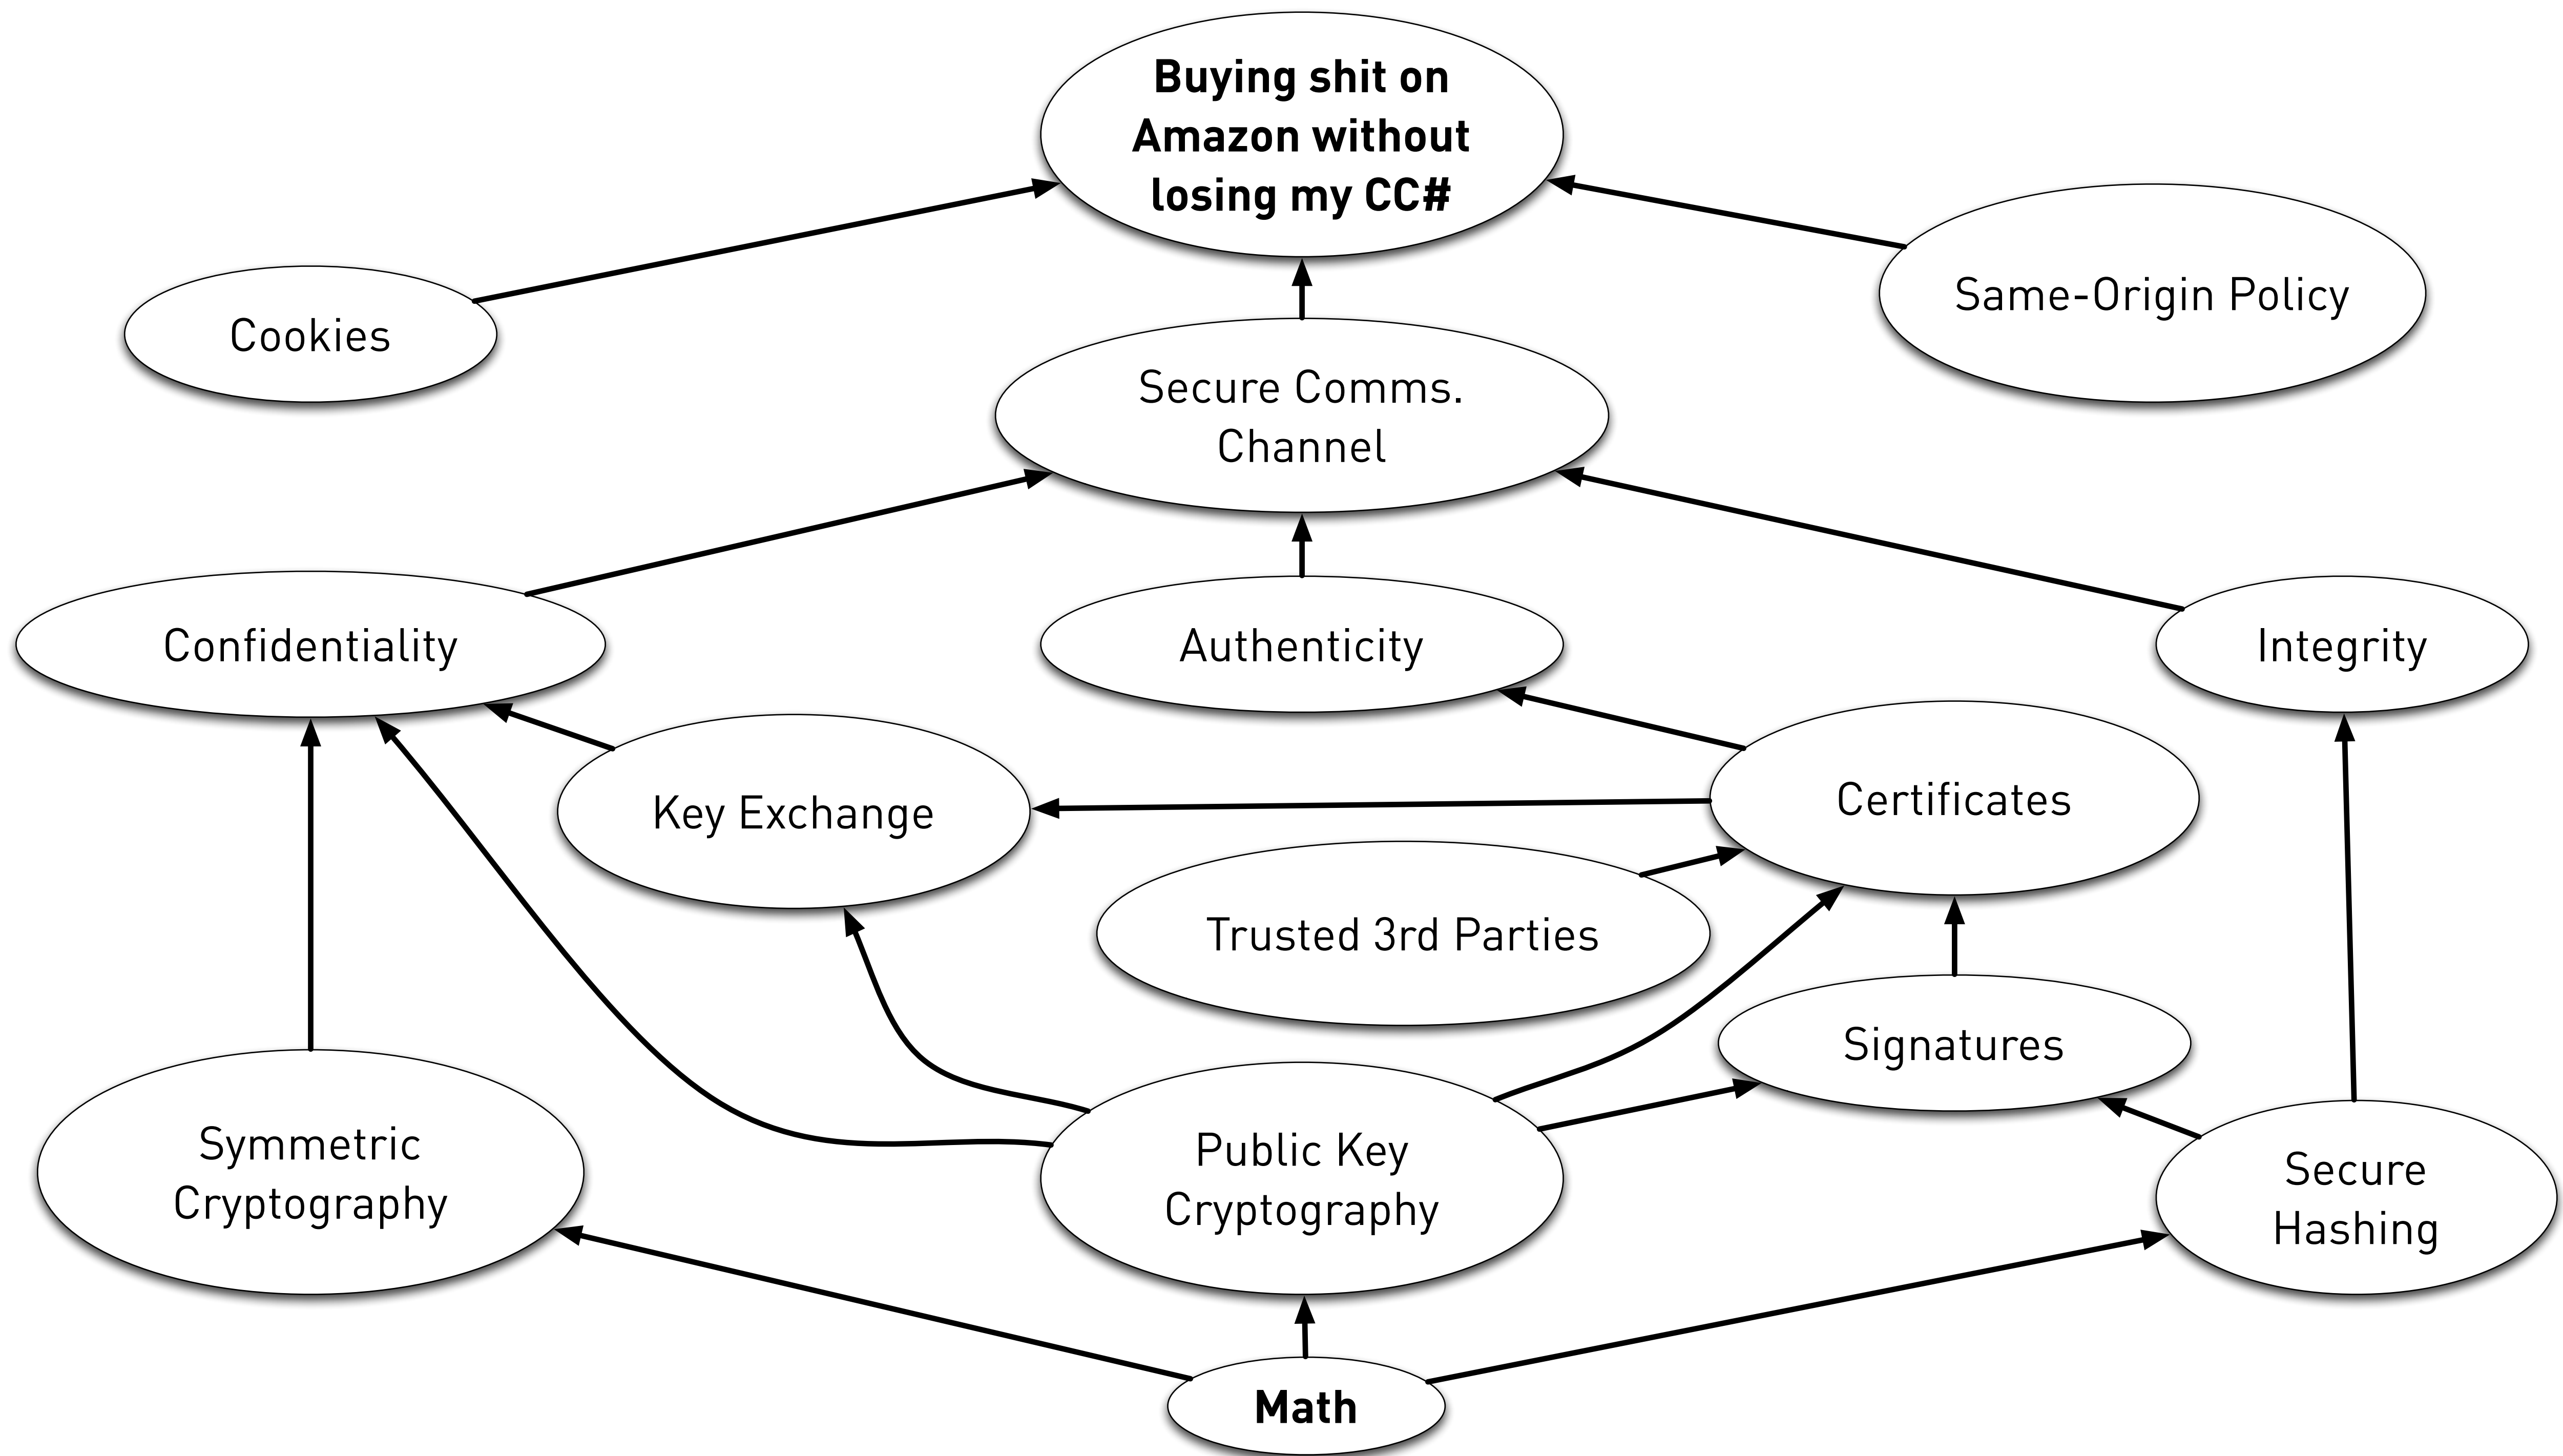 Buying shit on
Amazon without
losing my CC#
Cookies
Same-Origin Policy
Secure Comms.
Channel
Confidentiality
Authenticity
Integrity
Key Exchange
Certificates
Trusted 3rd Parties
Signatures
Symmetric
Cryptography
Public Key
Cryptography
Secure
Hashing
Math